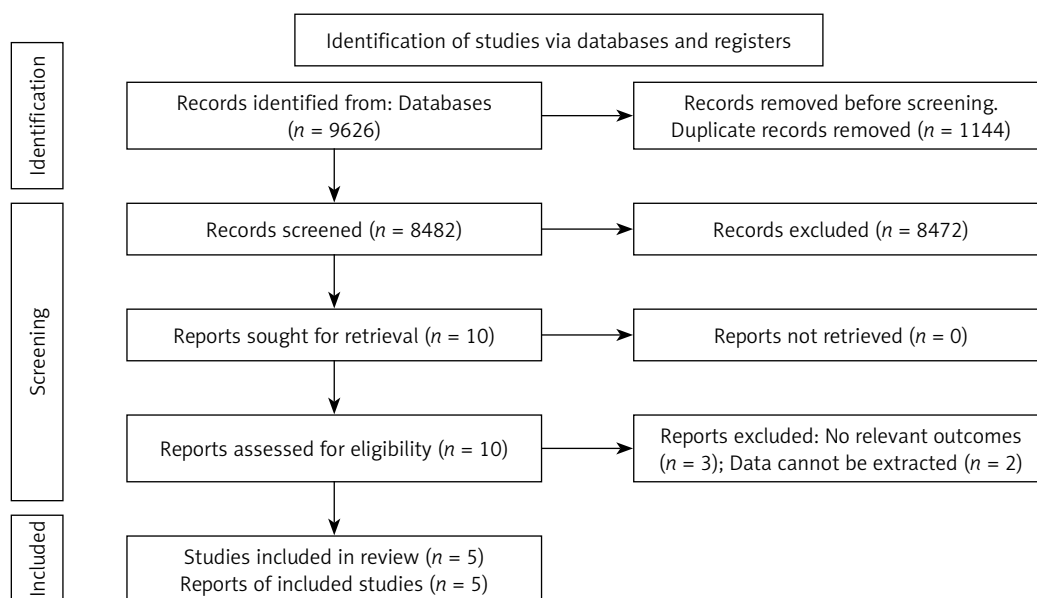 Identification of studies via databases and registers
Identification
Records identified from: Databases
(n = 9626)
Records removed before screening.
Duplicate records removed (n = 1144)
Screening
Records screened (n = 8482)
Records excluded (n = 8472)
Reports sought for retrieval (n = 10)
Reports not retrieved (n = 0)
Reports assessed for eligibility (n = 10)
Reports excluded: No relevant outcomes
(n = 3); Data cannot be extracted (n = 2)
Included
Studies included in review (n = 5)
Reports of included studies (n = 5)